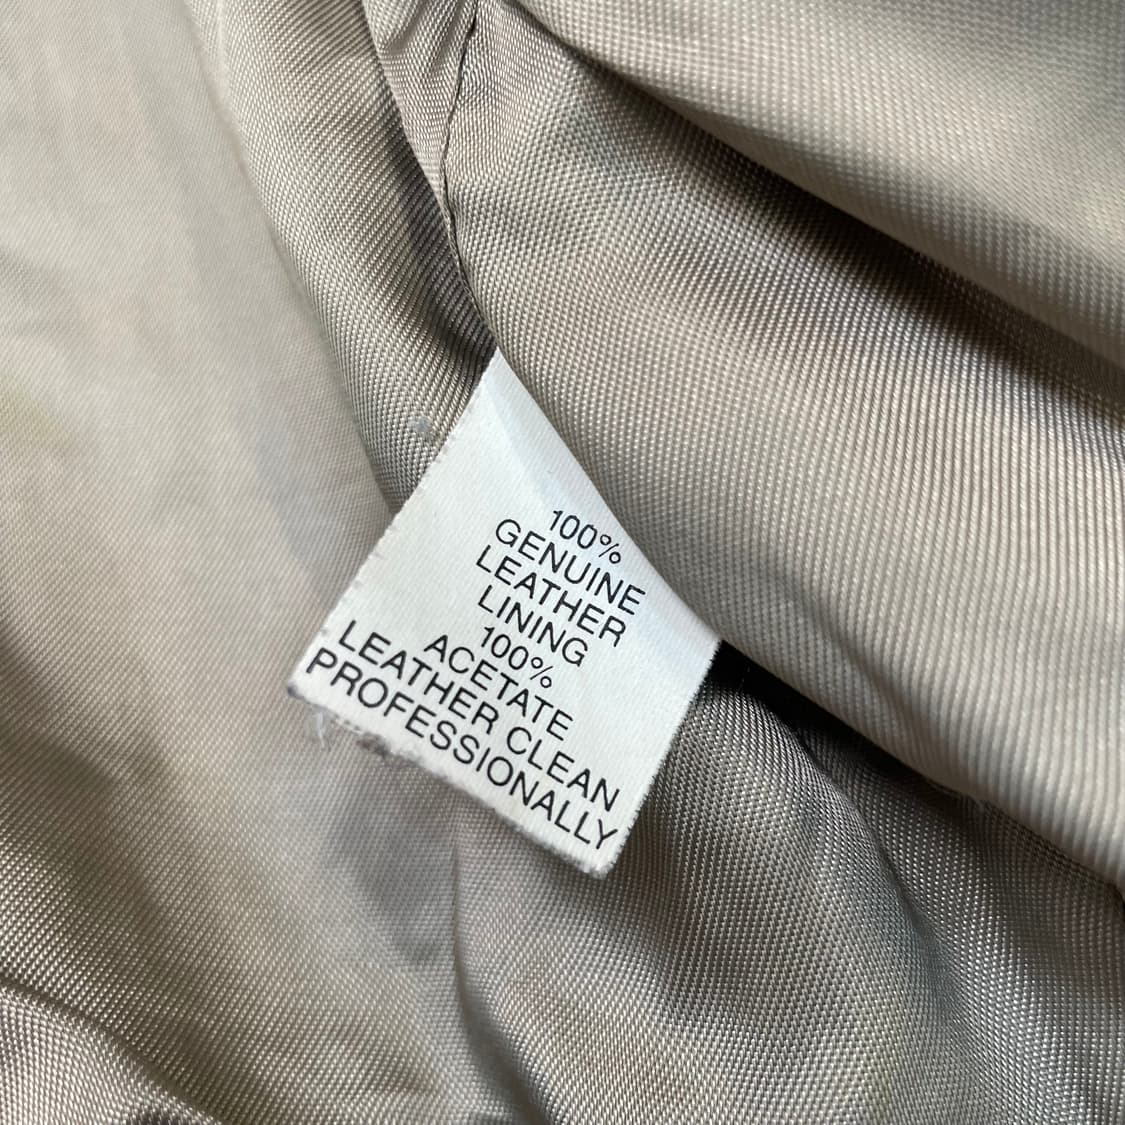 100%
GENUINE
LEATHER
LINING
100%
ACETATE
LEATHER CLEAN
PROFESSIONALLY